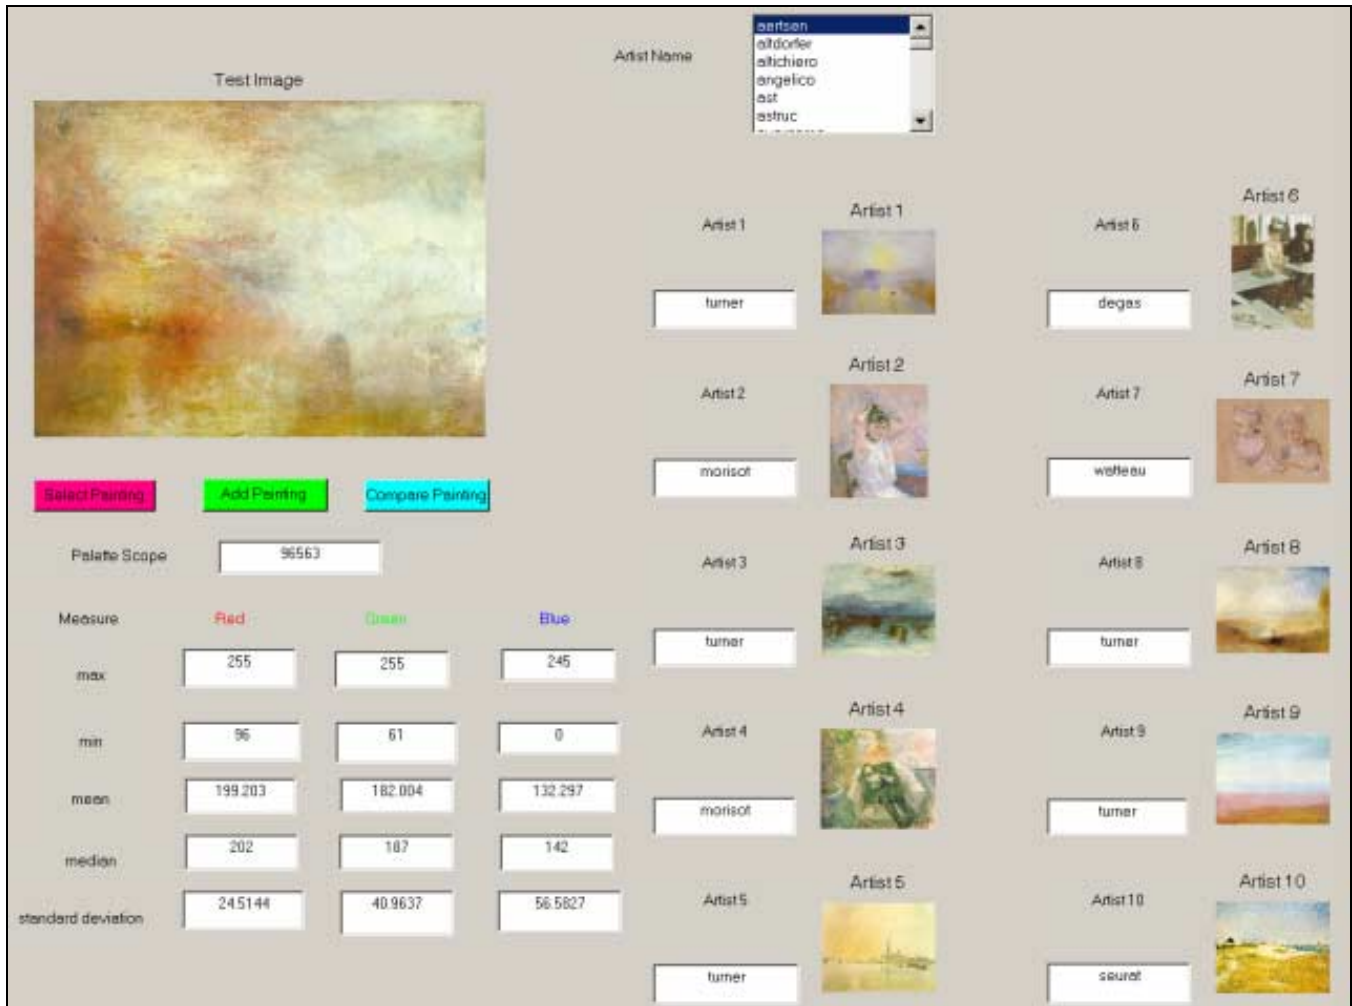 Artist Name
aertsen
altdorfer
altichiero
angelico
ast
astruc
Test Image
Select Painting
Add Painting
Compare Painting
Palette Scope
96563
Measure Red Green Blue
max 255 255 245
min 96 61 0
mean 199.203 182.004 132.297
median 202 187 142
standard deviation 24.5144 40.9637 56.5827
Artist 1
Artist 1
turner
Artist 2
Artist 2
morisot
Artist 3
Artist 3
turner
Artist 4
Artist 4
morisot
Artist 5
Artist 5
turner
Artist 6
Artist 6
degas
Artist 7
Artist 7
watteau
Artist 8
Artist 8
turner
Artist 9
Artist 9
turner
Artist 10
Artist 10
seurat